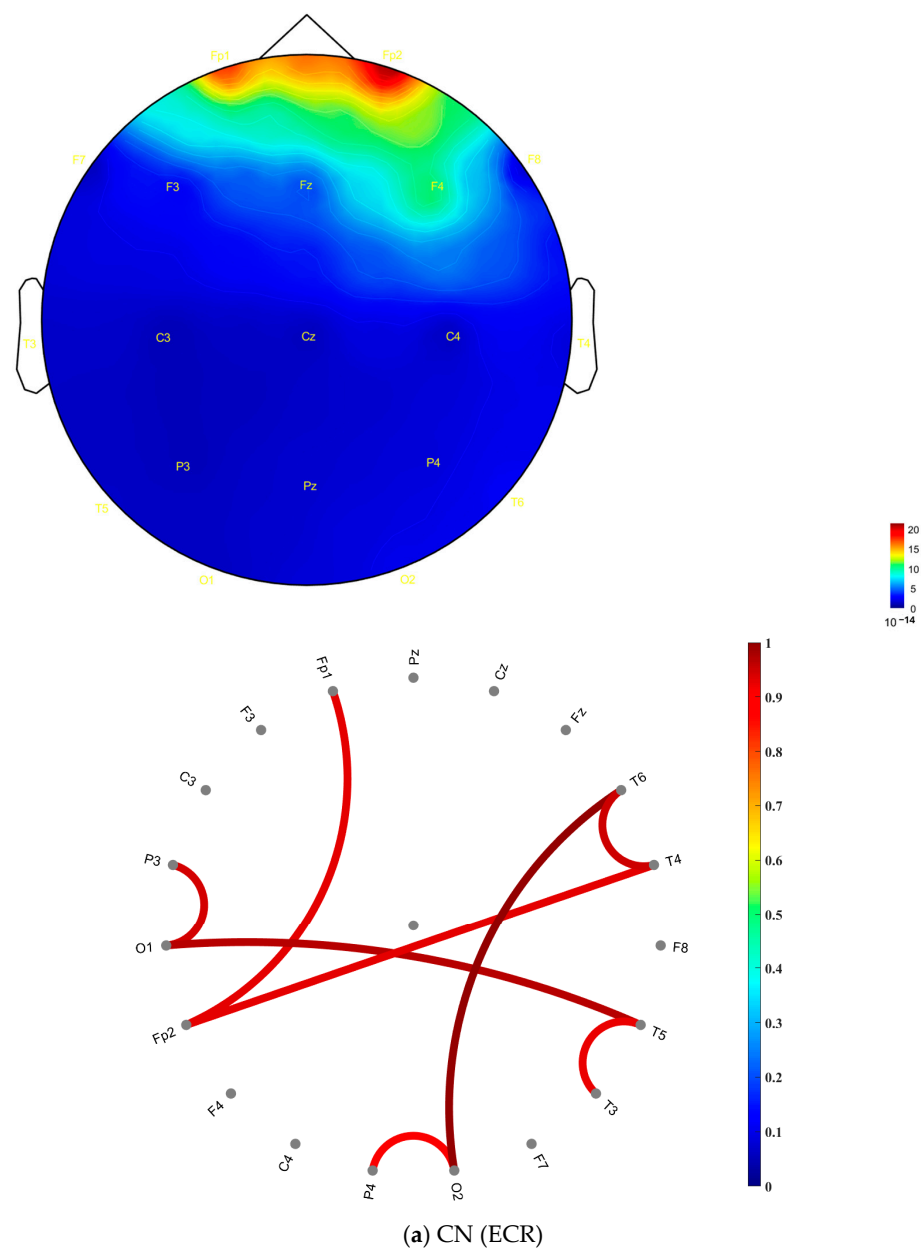 Fp1 Fp2
F7 F8
F3 Fz F4
T3 C3 Cz C4 T4
P3 Pz P4
T5 T6
O1 O2
20
15
10
5
0
10⁻¹⁴
Fp1 Pz Cz
F3 Fz
C3 T6
P3 T4
O1 F8
Fp2 T5
F4 T3
C4 F7
P4 O2
1
0.9
0.8
0.7
0.6
0.5
0.4
0.3
0.2
0.1
0
(a) CN (ECR)